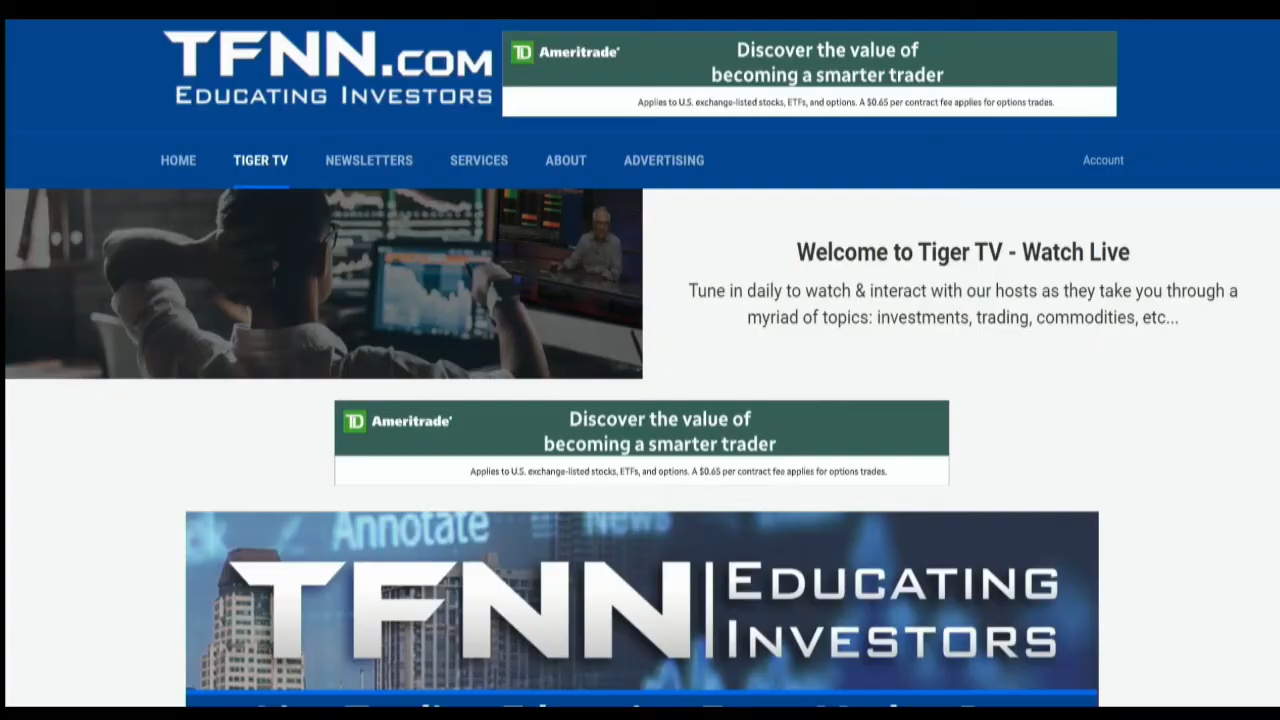 TFNN.COM
EDUCATING INVESTORS
TD Ameritrade®
Discover the value of
becoming a smarter trader
Applies to U.S. exchange-listed stocks, ETFs, and options. A $0.65 per contract fee applies for options trades.
HOME TIGER TV NEWSLETTERS SERVICES ABOUT ADVERTISING Account
Welcome to Tiger TV - Watch Live
Tune in daily to watch & interact with our hosts as they take you through a
myriad of topics: investments, trading, commodities, etc...
TD Ameritrade®
Discover the value of
becoming a smarter trader
Applies to U.S. exchange-listed stocks, ETFs, and options. A $0.65 per contract fee applies for options trades.
Annotate News
TFNN EDUCATING
INVESTORS